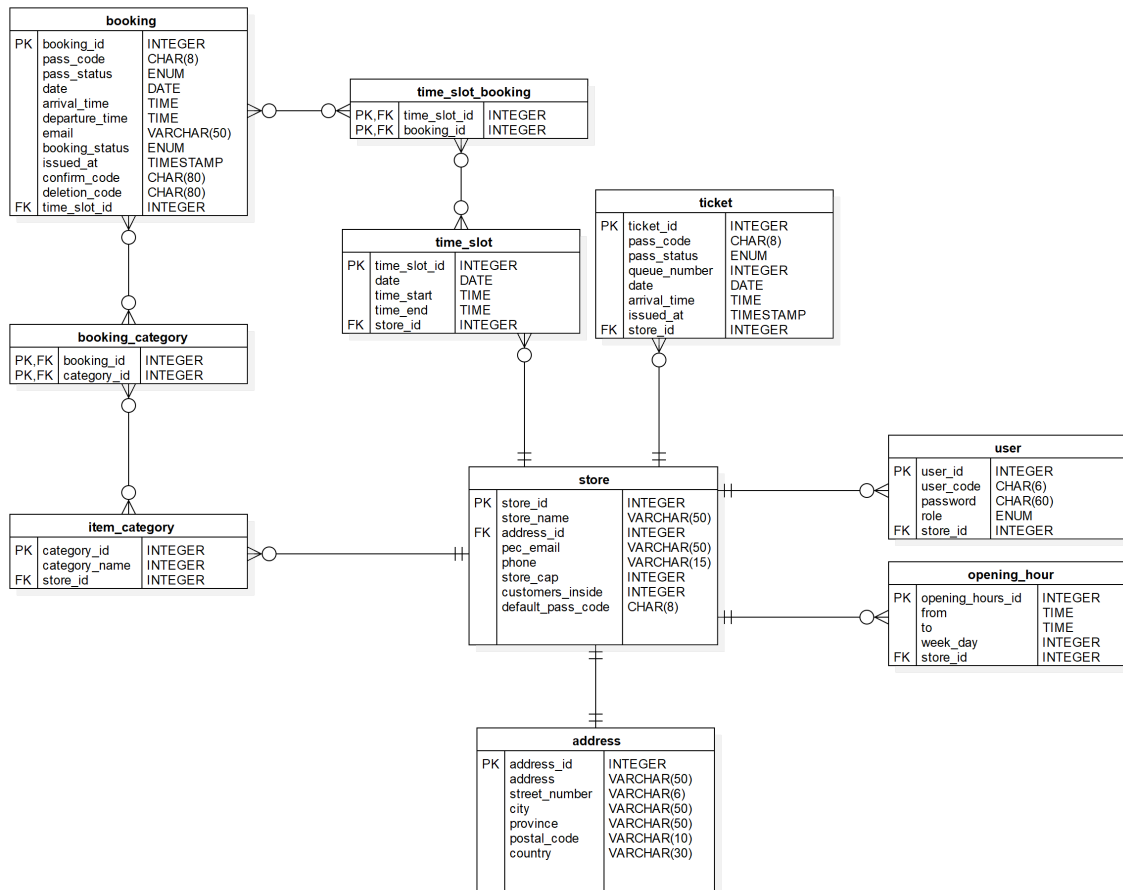 booking
PK booking_id INTEGER
pass_code CHAR(8)
pass_status ENUM
date DATE
arrival_time TIME
departure_time TIME
email VARCHAR(50)
booking_status ENUM
issued_at TIMESTAMP
confirm_code CHAR(80)
deletion_code CHAR(80)
FK time_slot_id INTEGER
time_slot_booking
PK,FK time_slot_id INTEGER
PK,FK booking_id INTEGER
time_slot
PK time_slot_id INTEGER
date DATE
time_start TIME
time_end TIME
FK store_id INTEGER
ticket
PK ticket_id INTEGER
pass_code CHAR(8)
pass_status ENUM
queue_number INTEGER
date DATE
arrival_time TIME
issued_at TIMESTAMP
FK store_id INTEGER
booking_category
PK,FK booking_id INTEGER
PK,FK category_id INTEGER
item_category
PK category_id INTEGER
category_name INTEGER
FK store_id INTEGER
store
PK store_id INTEGER
store_name VARCHAR(50)
FK address_id INTEGER
pec_email VARCHAR(50)
phone VARCHAR(15)
store_cap INTEGER
customers_inside INTEGER
default_pass_code CHAR(8)
user
PK user_id INTEGER
user_code CHAR(6)
password CHAR(60)
role ENUM
FK store_id INTEGER
opening_hour
PK opening_hours_id INTEGER
from TIME
to TIME
week_day INTEGER
FK store_id INTEGER
address
PK address_id INTEGER
address VARCHAR(50)
street_number VARCHAR(6)
city VARCHAR(50)
province VARCHAR(50)
postal_code VARCHAR(10)
country VARCHAR(30)